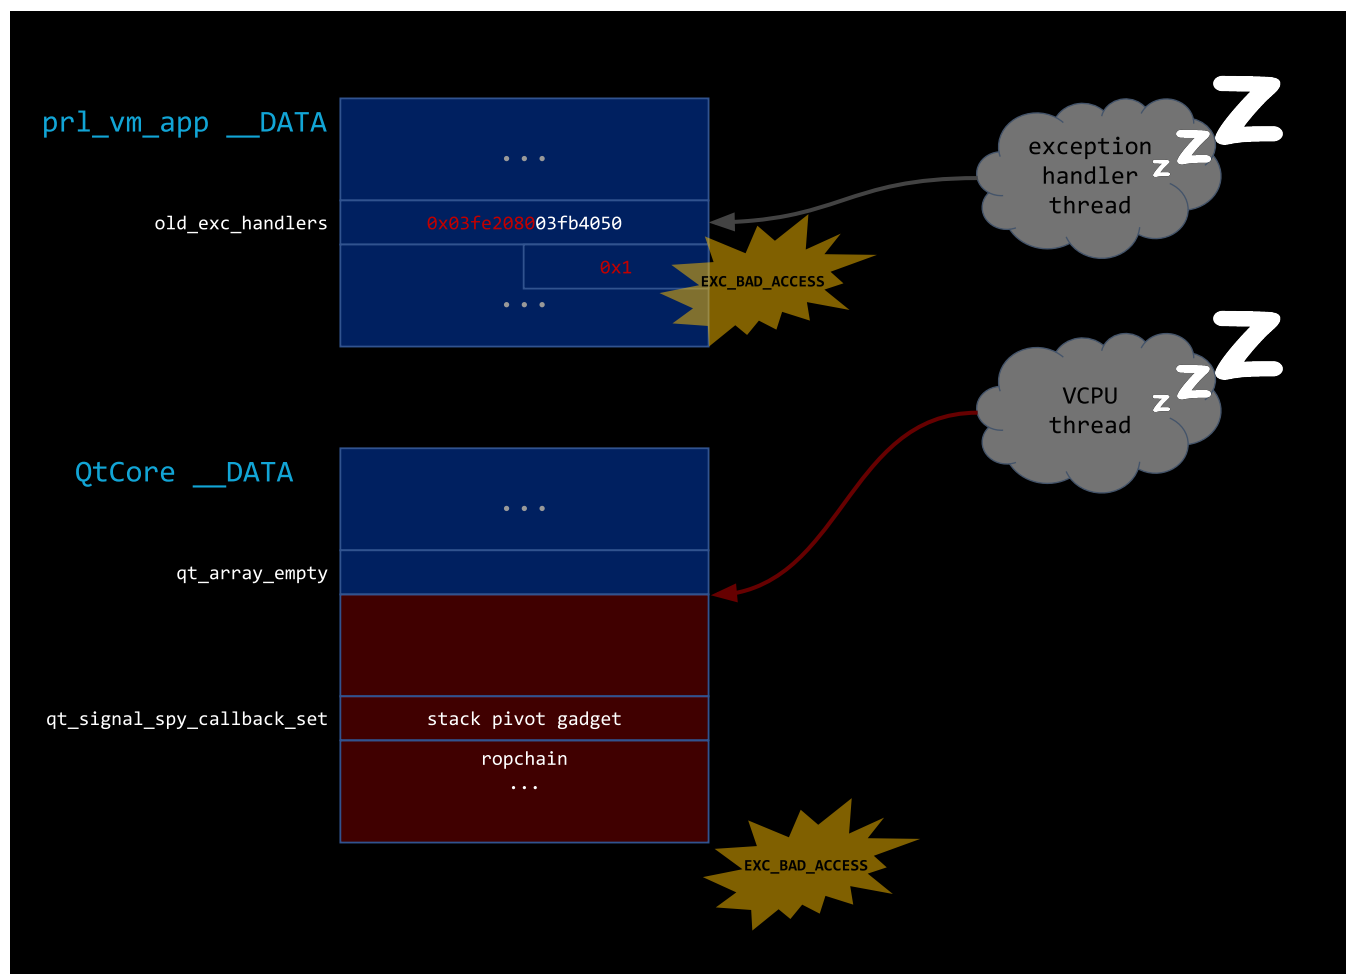 prl_vm_app __DATA
...
old_exc_handlers
0x03fe208003fb4050
0x1
...
EXC_BAD_ACCESS
exception
handler
thread
z
Z
Z
VCPU
thread
z
Z
Z
QtCore __DATA
...
qt_array_empty
qt_signal_spy_callback_set
stack pivot gadget
ropchain
...
EXC_BAD_ACCESS